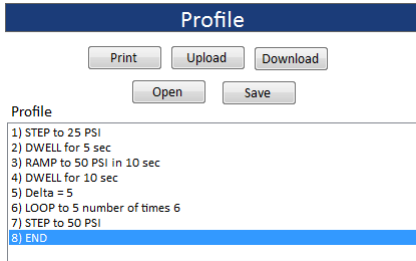 Profile
Print Upload Download
Open Save
Profile
1) STEP to 25 PSI
2) DWELL for 5 sec
3) RAMP to 50 PSI in 10 sec
4) DWELL for 10 sec
5) Delta = 5
6) LOOP to 5 number of times 6
7) STEP to 50 PSI
8) END